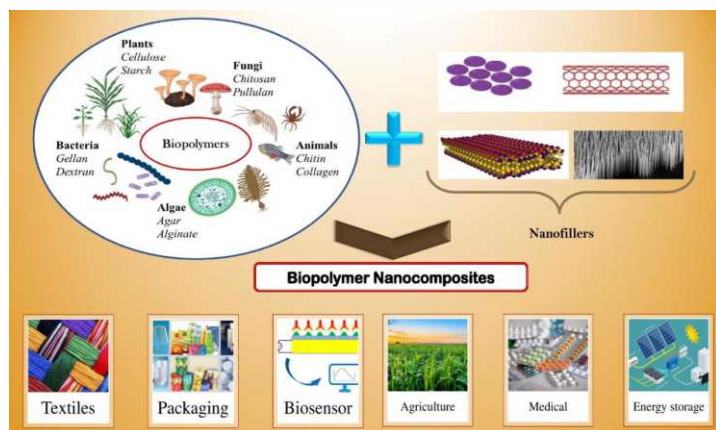 Plants
Cellulose
Starch
Fungi
Chitosan
Pullulan
Bacteria
Gellan
Dextran
Biopolymers
Animals
Chitin
Collagen
Algae
Agar
Alginate
Nanofillers
Biopolymer Nanocomposites
Textiles
Packaging
Biosensor
Agriculture
Medical
Energy storage